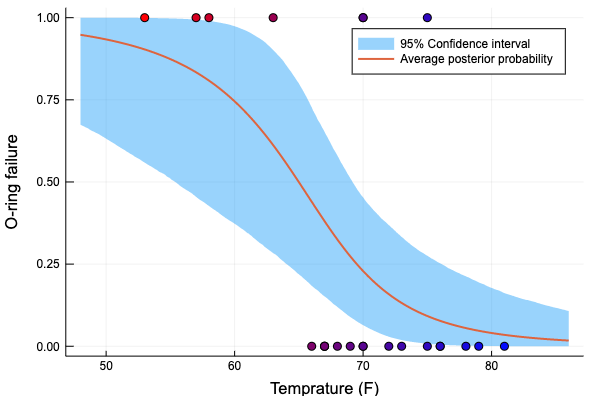 1.00
0.75
0.50
0.25
0.00
O-ring failure
95% Confidence interval
Average posterior probability
50 60 70 80
Temprature (F)